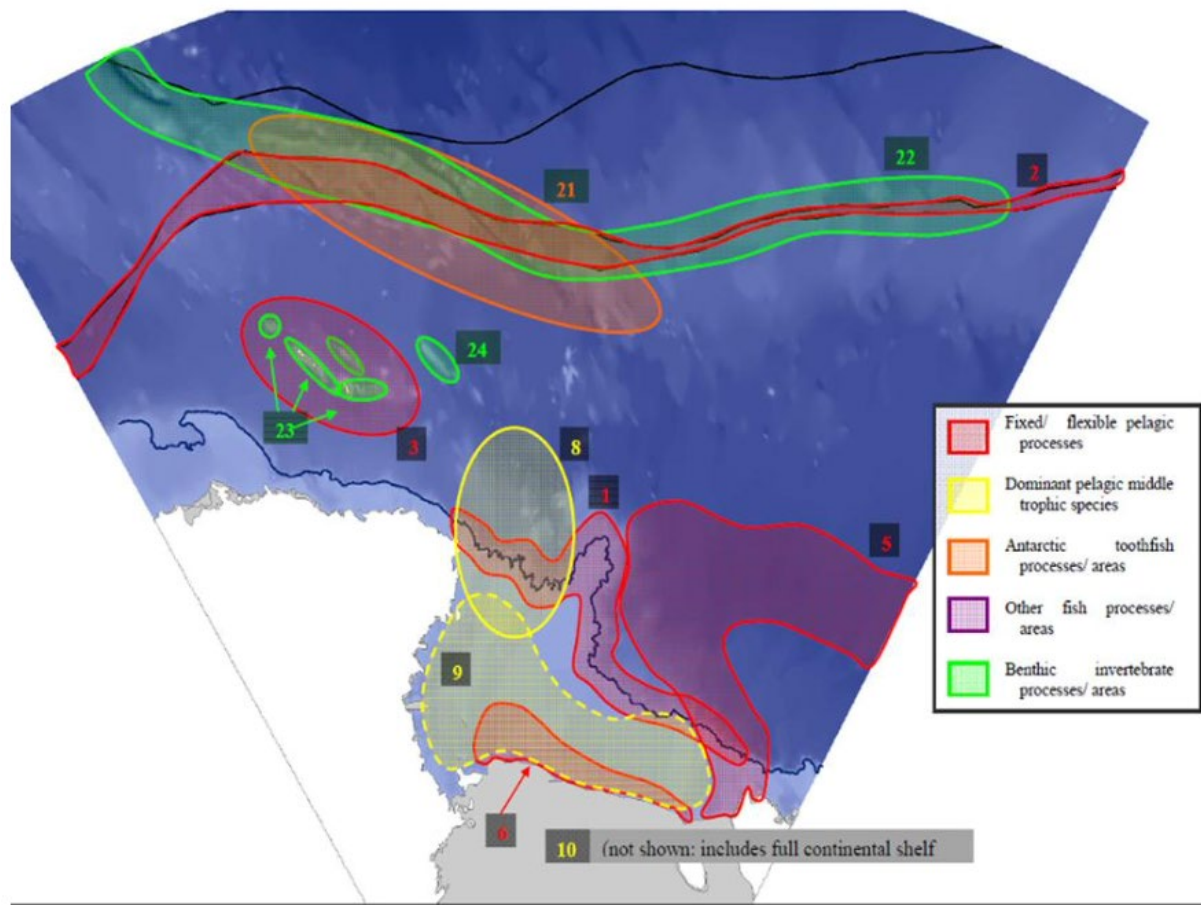 22
2
21
24
23
3
8
1
5
9
6
10 (not shown: includes full continental shelf
Fixed/ flexible pelagic
processes
Dominant pelagic middle
trophic species
Antarctic toothfish
processes/ areas
Other fish processes/
areas
Benthic invertebrate
processes/ areas